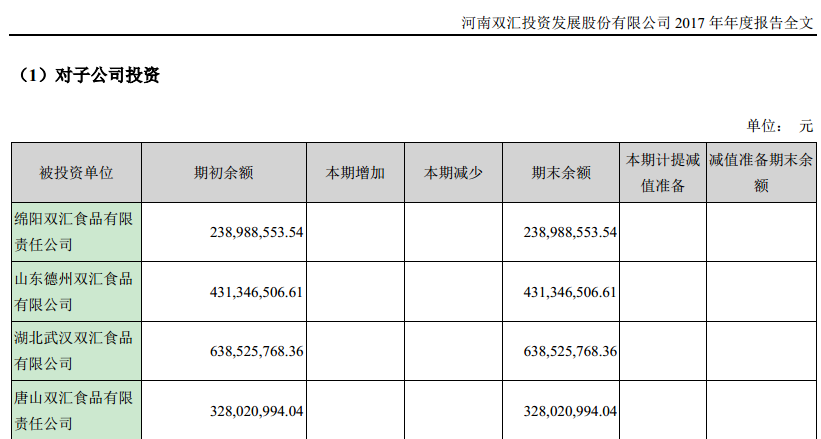 河南双汇投资发展股份有限公司 2017 年年度报告全文
（1）对子公司投资
单位： 元
被投资单位 期初余额 本期增加 本期减少 期末余额 本期计提减值准备 减值准备期末余额
绵阳双汇食品有限
责任公司 238,988,553.54 238,988,553.54
山东德州双汇食品
有限公司 431,346,506.61 431,346,506.61
湖北武汉双汇食品
有限公司 638,525,768.36 638,525,768.36
唐山双汇食品有限
责任公司 328,020,994.04 328,020,994.04